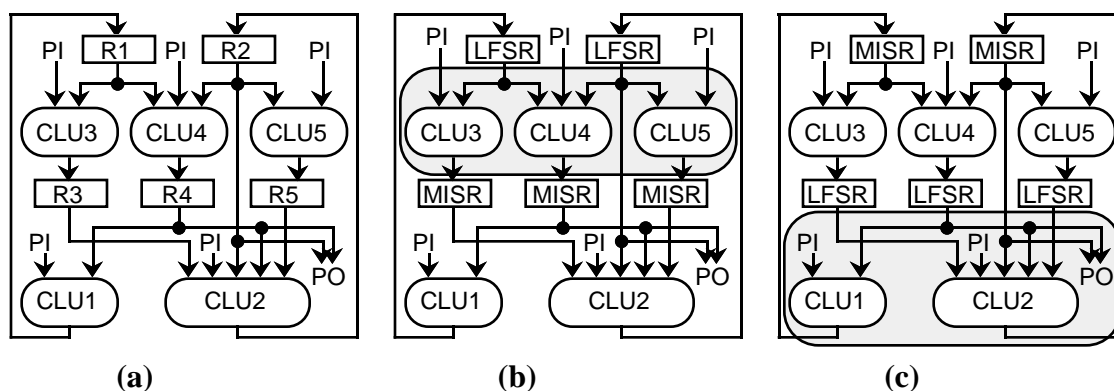 PI R1 PI R2 PI
CLU3 CLU4 CLU5
R3 R4 R5
PI PI PO
CLU1 CLU2
(a)
PI LFSR PI LFSR PI
CLU3 CLU4 CLU5
MISR MISR MISR
PI PI PO
CLU1 CLU2
(b)
PI MISR PI MISR PI
CLU3 CLU4 CLU5
LFSR LFSR LFSR
PI PI PO
CLU1 CLU2
(c)